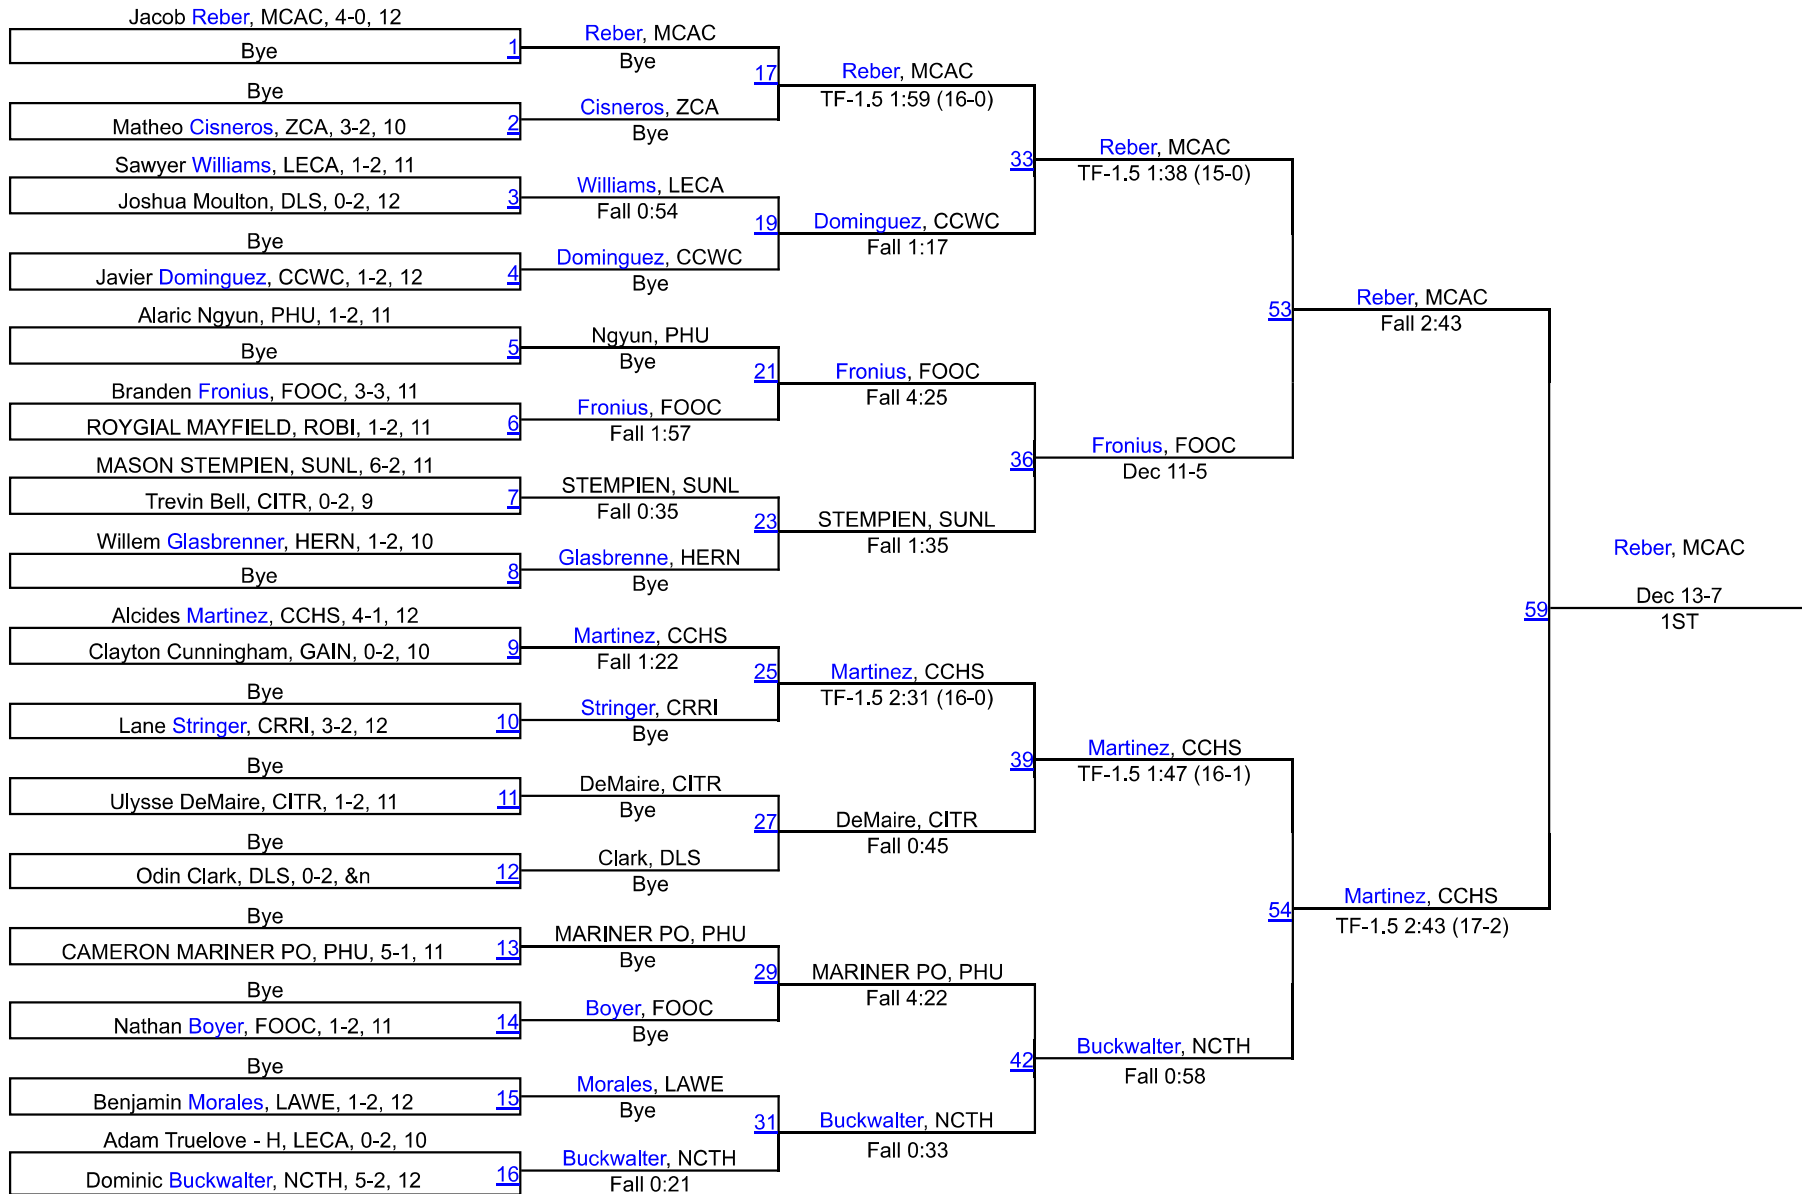 Jacob Reber, MCAC, 4-0, 12
Bye
1
Bye
Matheo Cisneros, ZCA, 3-2, 10
2
Sawyer Williams, LECA, 1-2, 11
Joshua Moulton, DLS, 0-2, 12
3
Bye
Javier Dominguez, CCWC, 1-2, 12
4
Alaric Ngyun, PHU, 1-2, 11
Bye
5
Branden Fronius, FOOC, 3-3, 11
ROYGIAL MAYFIELD, ROBI, 1-2, 11
6
MASON STEMPIEN, SUNL, 6-2, 11
Trevin Bell, CITR, 0-2, 9
7
Willem Glasbrenner, HERN, 1-2, 10
Bye
8
Alcides Martinez, CCHS, 4-1, 12
Clayton Cunningham, GAIN, 0-2, 10
9
Bye
Lane Stringer, CRRI, 3-2, 12
10
Bye
Ulysse DeMaire, CITR, 1-2, 11
11
Bye
Odin Clark, DLS, 0-2, &n
12
Bye
CAMERON MARINER PO, PHU, 5-1, 11
13
Bye
Nathan Boyer, FOOC, 1-2, 11
14
Bye
Benjamin Morales, LAWE, 1-2, 12
15
Adam Truelove - H, LECA, 0-2, 10
Dominic Buckwalter, NCTH, 5-2, 12
16
Reber, MCAC
Bye
17
Cisneros, ZCA
Bye
Williams, LECA
Fall 0:54
19
Dominguez, CCWC
Bye
Ngyun, PHU
Bye
21
Fronius, FOOC
Fall 1:57
STEMPIEN, SUNL
Fall 0:35
23
Glasbrenne, HERN
Bye
Martinez, CCHS
Fall 1:22
25
Stringer, CRRI
Bye
DeMaire, CITR
Bye
27
Clark, DLS
Bye
MARINER PO, PHU
Bye
29
Boyer, FOOC
Bye
Morales, LAWE
Bye
31
Buckwalter, NCTH
Fall 0:21
Reber, MCAC
TF-1.5 1:59 (16-0)
33
Dominguez, CCWC
Fall 1:17
Fronius, FOOC
Fall 4:25
36
STEMPIEN, SUNL
Fall 1:35
Martinez, CCHS
TF-1.5 2:31 (16-0)
39
DeMaire, CITR
Fall 0:45
MARINER PO, PHU
Fall 4:22
42
Buckwalter, NCTH
Fall 0:33
Reber, MCAC
TF-1.5 1:38 (15-0)
53
Fronius, FOOC
Dec 11-5
Martinez, CCHS
TF-1.5 1:47 (16-1)
54
Buckwalter, NCTH
Fall 0:58
Reber, MCAC
Fall 2:43
59
Martinez, CCHS
TF-1.5 2:43 (17-2)
Reber, MCAC
Dec 13-7
1ST